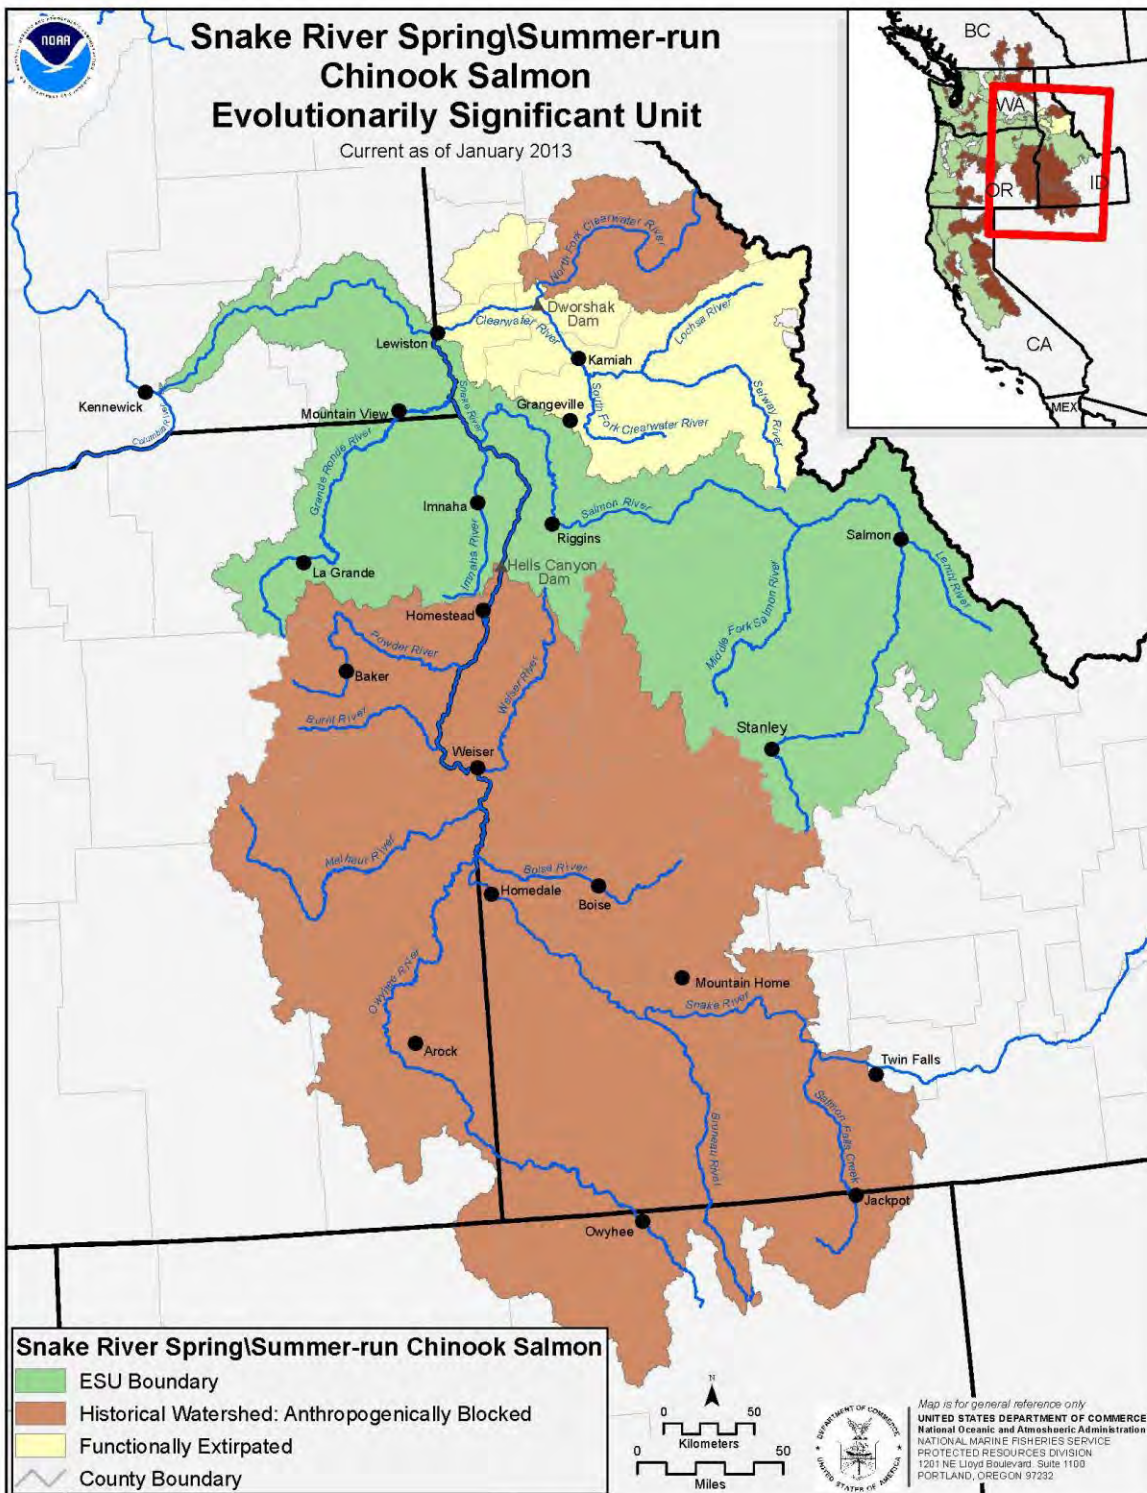 NOAA
Snake River Spring\Summer-run
Chinook Salmon
Evolutionarily Significant Unit
Current as of January 2013
BC
WA
OR
ID
CA
MEX
North Fork Clearwater River
Dworshak
Dam
Clearwater River
Lochsa River
Lewiston
Kamiah
Kennewick
Columbia River
Snake River
Mountain View
Grangeville
South Fork Clearwater River
Selway River
Grande Ronde River
Imnaha
Salmon River
Riggins
Salmon
Imnaha River
La Grande
Hells Canyon
Dam
Lemhi River
Middle Fork Salmon River
Homestead
Powder River
Baker
Weiser River
Burnt River
Stanley
Weiser
Malheur River
Boise River
Homedale
Boise
Owyhee River
Mountain Home
Snake River
Arock
Twin Falls
Bruneau River
Salmon Falls Creek
Jackpot
Owyhee
Snake River Spring\Summer-run Chinook Salmon
ESU Boundary
Historical Watershed: Anthropogenically Blocked
Functionally Extirpated
County Boundary
N
0 50
Kilometers
0 50
Miles
DEPARTMENT OF COMMERCE
UNITED STATES OF AMERICA
Map is for general reference only
UNITED STATES DEPARTMENT OF COMMERCE
National Oceanic and Atmoshoeric Administration
NATIONAL MARINE FISHERIES SERVICE
PROTECTED RESOURCES DIVISION
1201 NE Lloyd Boulevard. Suite 1100
PORTLAND, OREGON 97232